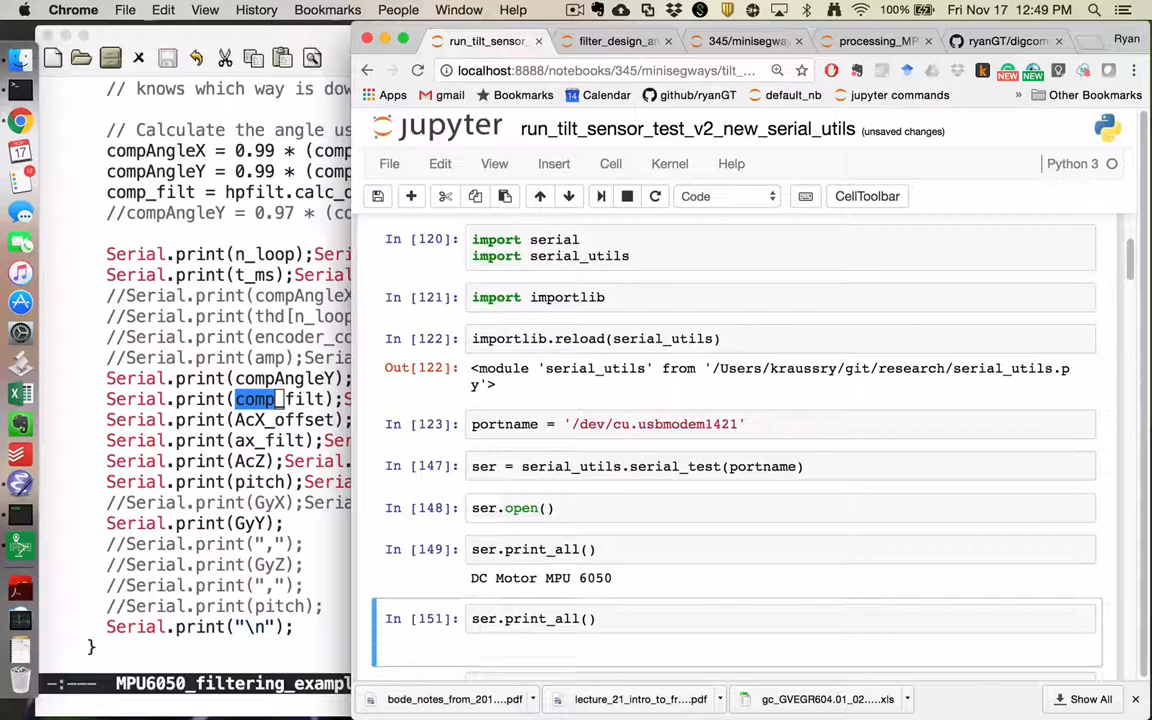 Chrome File Edit View History Bookmarks People Window Help 100% Fri Nov 17 12:49 PM
run_tilt_sensor_ × filter_design_an × 345/minisegway × processing_MP × ryanGT/digcom × Ryan
localhost:8888/notebooks/345/minisegways/tilt_...
NEW NEW
Apps gmail Bookmarks Calendar github/ryanGT default_nb jupyter commands » Other Bookmarks
jupyter run_tilt_sensor_test_v2_new_serial_utils (unsaved changes)
File Edit View Insert Cell Kernel Help Python 3
Code CellToolbar
In [120]: import serial
import serial_utils
In [121]: import importlib
In [122]: importlib.reload(serial_utils)
Out[122]: <module 'serial_utils' from '/Users/kraussry/git/research/serial_utils.p
y'>
In [123]: portname = '/dev/cu.usbmodem1421'
In [147]: ser = serial_utils.serial_test(portname)
In [148]: ser.open()
In [149]: ser.print_all()
DC Motor MPU 6050
In [151]: ser.print_all()
// knows which way is dow
// Calculate the angle us
compAngleX = 0.99 * (comp
compAngleY = 0.99 * (comp
comp_filt = hpfilt.calc_o
//compAngleY = 0.97 * (co
Serial.print(n_loop);Seri
Serial.print(t_ms);Serial
//Serial.print(compAngleX
//Serial.print(thd[n_loop
//Serial.print(encoder_co
//Serial.print(amp);Seria
Serial.print(compAngleY);
Serial.print(comp_filt);S
Serial.print(AcX_offset);
Serial.print(ax_filt);Ser
Serial.print(AcZ);Serial.
Serial.print(pitch);Seria
//Serial.print(GyX);Seria
Serial.print(GyY);
//Serial.print(",");
//Serial.print(GyZ);
//Serial.print(",");
//Serial.print(pitch);
Serial.print("\n");
}
-:--- MPU6050_filtering_exampl
bode_notes_from_201....pdf lecture_21_intro_to_fr....pdf gc_GVEGR604.01_02.....xls Show All ×